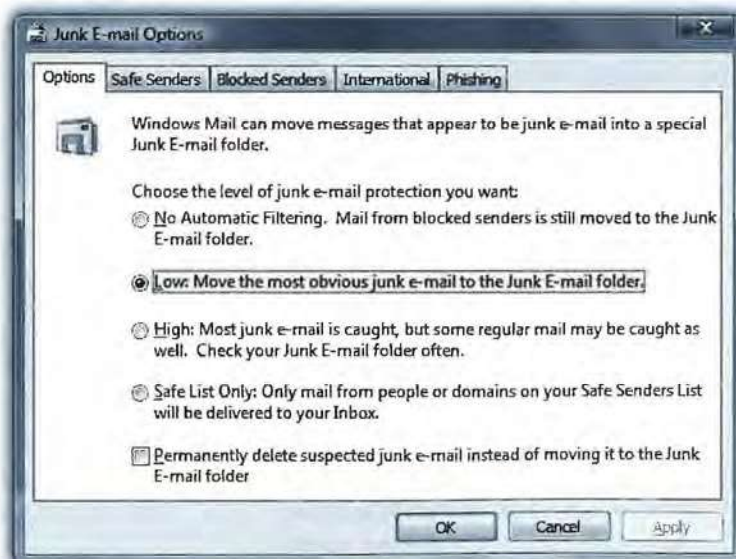 Junk E-mail Options
Options Safe Senders Blocked Senders International Phishing
Windows Mail can move messages that appear to be junk e-mail into a special
Junk E-mail folder.
Choose the level of junk e-mail protection you want:
No Automatic Filtering. Mail from blocked senders is still moved to the Junk
E-mail folder.
Low: Move the most obvious junk e-mail to the Junk E-mail folder.
High: Most junk e-mail is caught, but some regular mail may be caught as
well. Check your Junk E-mail folder often.
Safe List Only: Only mail from people or domains on your Safe Senders List
will be delivered to your Inbox.
Permanently delete suspected junk e-mail instead of moving it to the Junk
E-mail folder
OK Cancel Apply